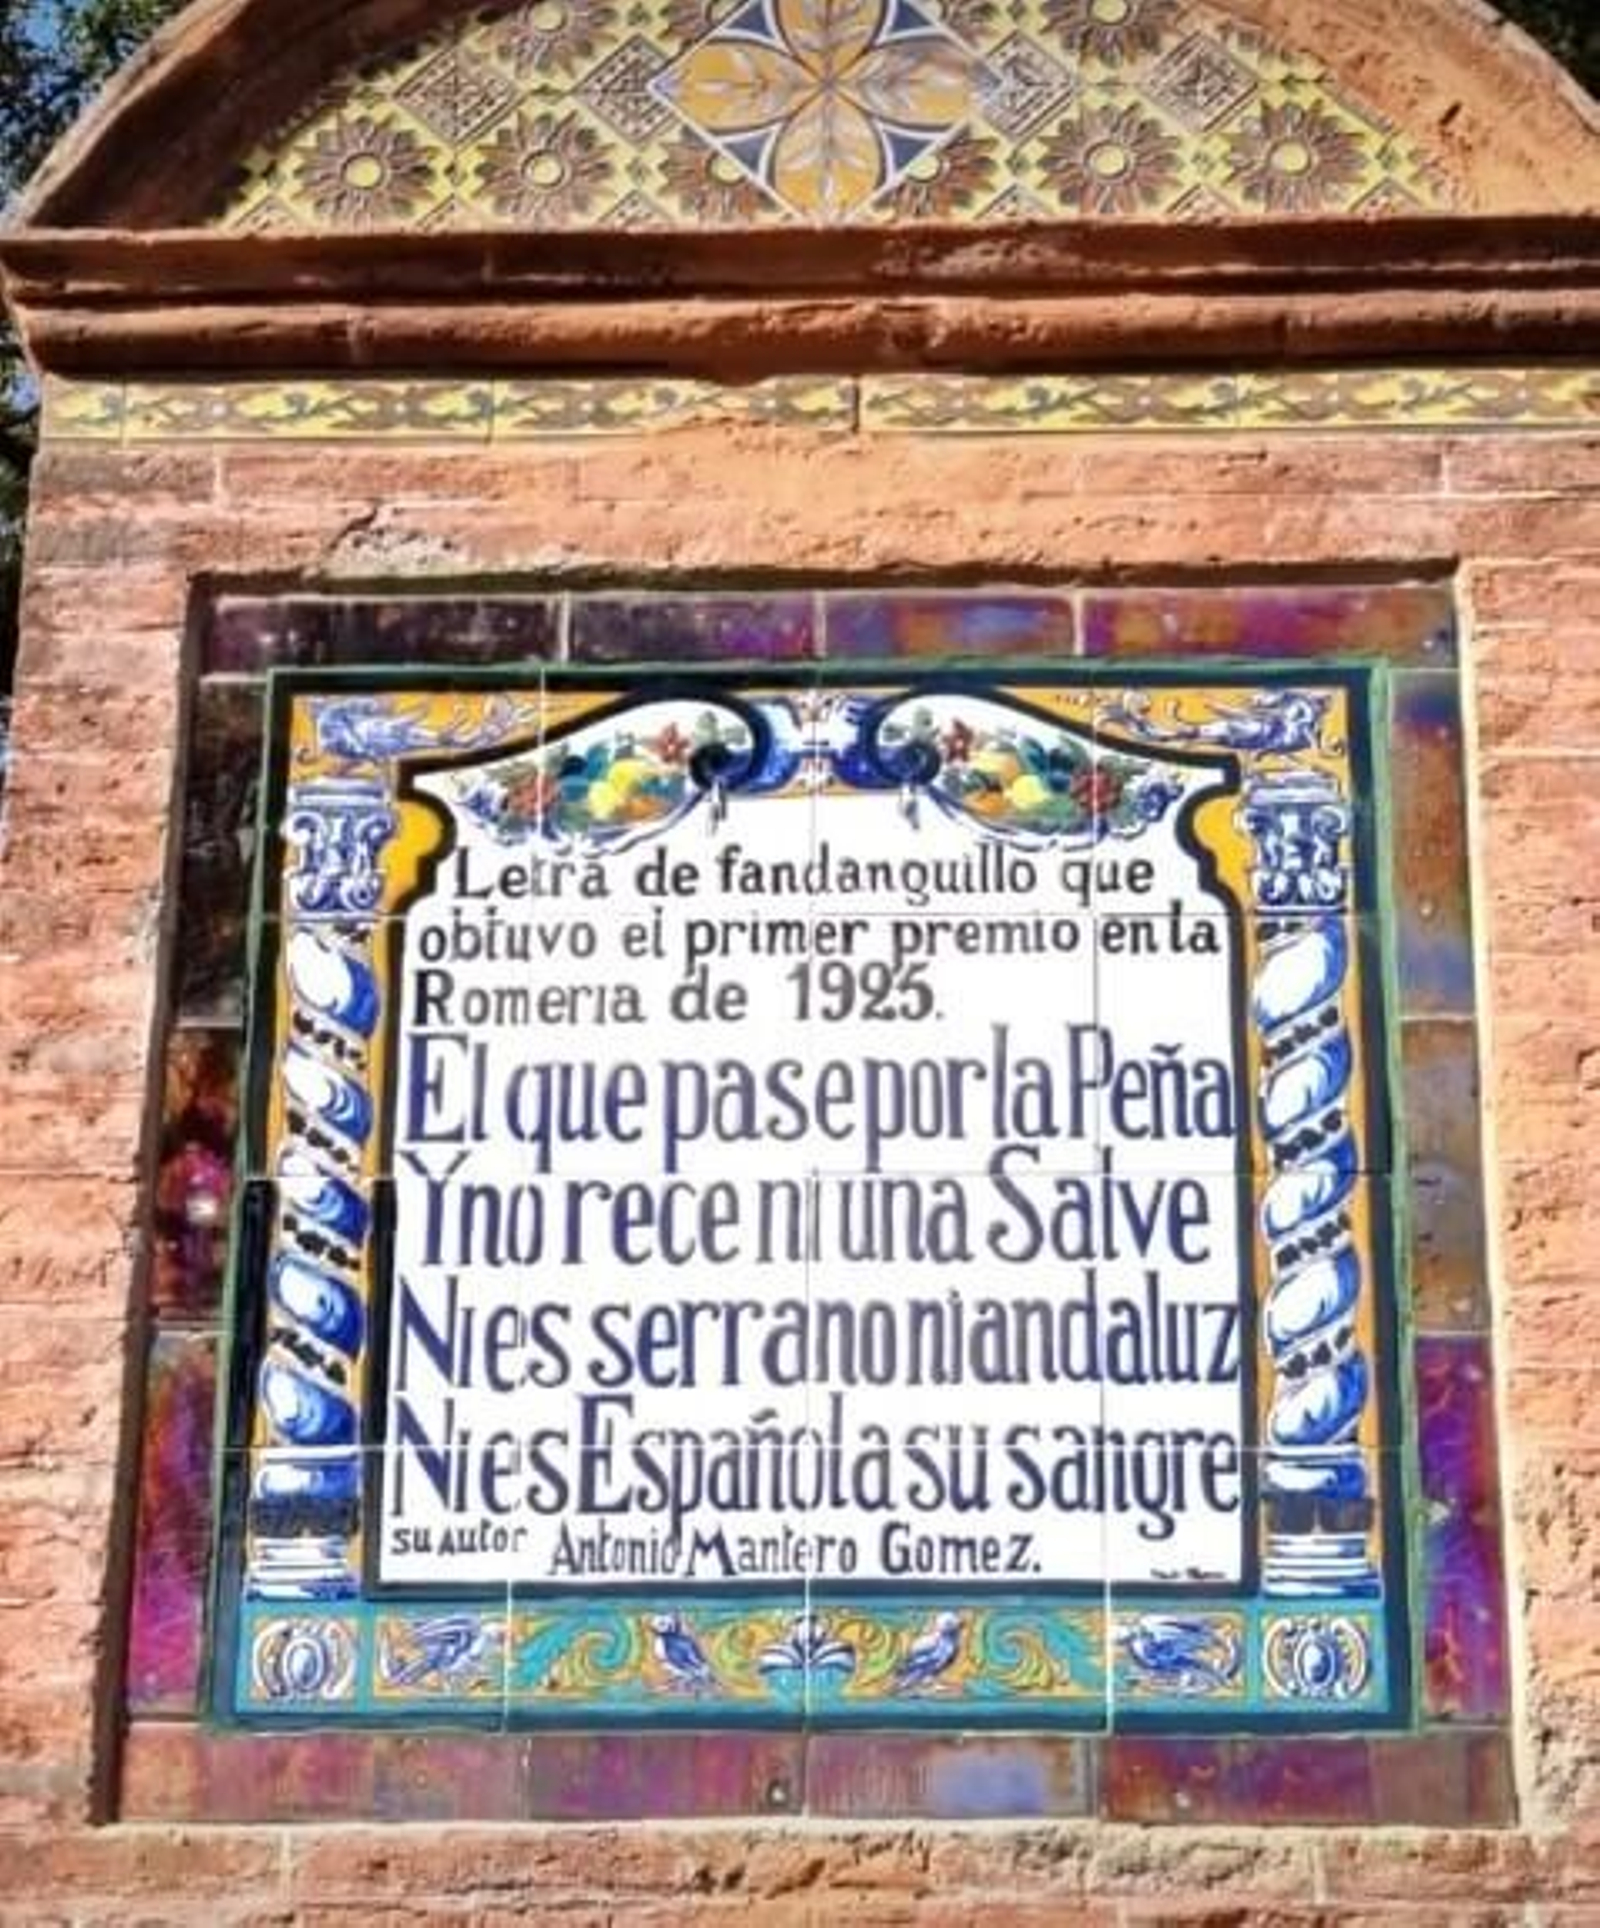 Letra de fandanguillo que
obtuvo el primer premio en la
Romeria de 1925.
El que pase por la Peña
Y no rece ni una Salve
Ni es serrano ni andaluz
Ni es Española su sangre
su autor Antonio Mantero Gomez.